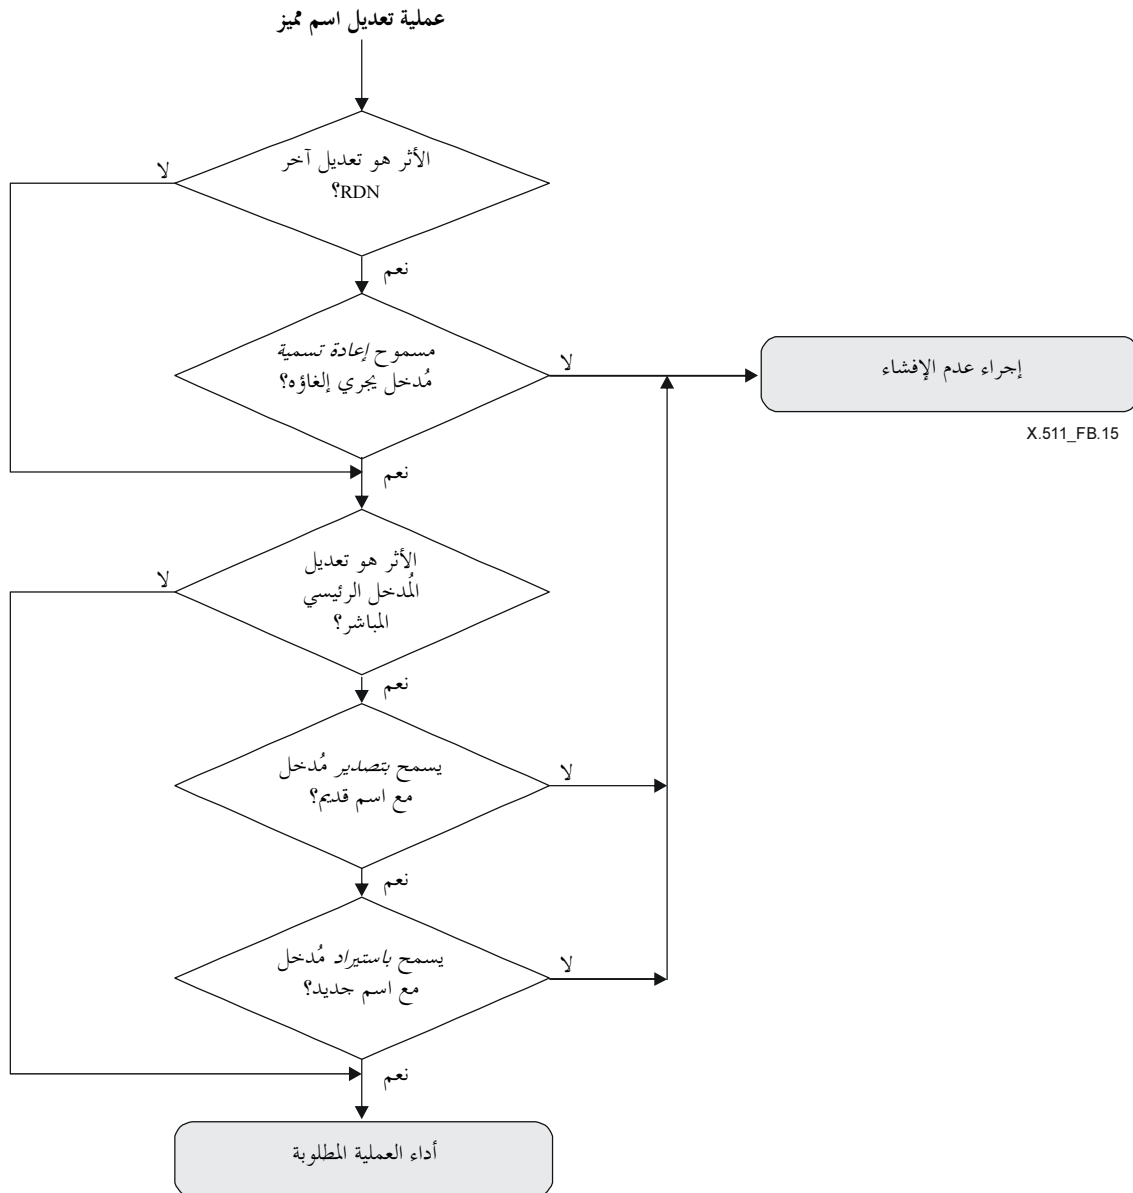 عملية تعديل اسم مميز
الأثر هو تعديل آخر
RDN؟
لا
نعم
مسموح إعادة تسمية
مُدخل يجري إلغاؤه؟
لا
إجراء عدم الإفشاء
X.511_FB.15
نعم
الأثر هو تعديل
المُدخل الرئيسي
المباشر؟
لا
نعم
يسمح بتصدير مُدخل
مع اسم قديم؟
لا
نعم
يسمح باستيراد مُدخل
مع اسم جديد؟
لا
نعم
أداء العملية المطلوبة